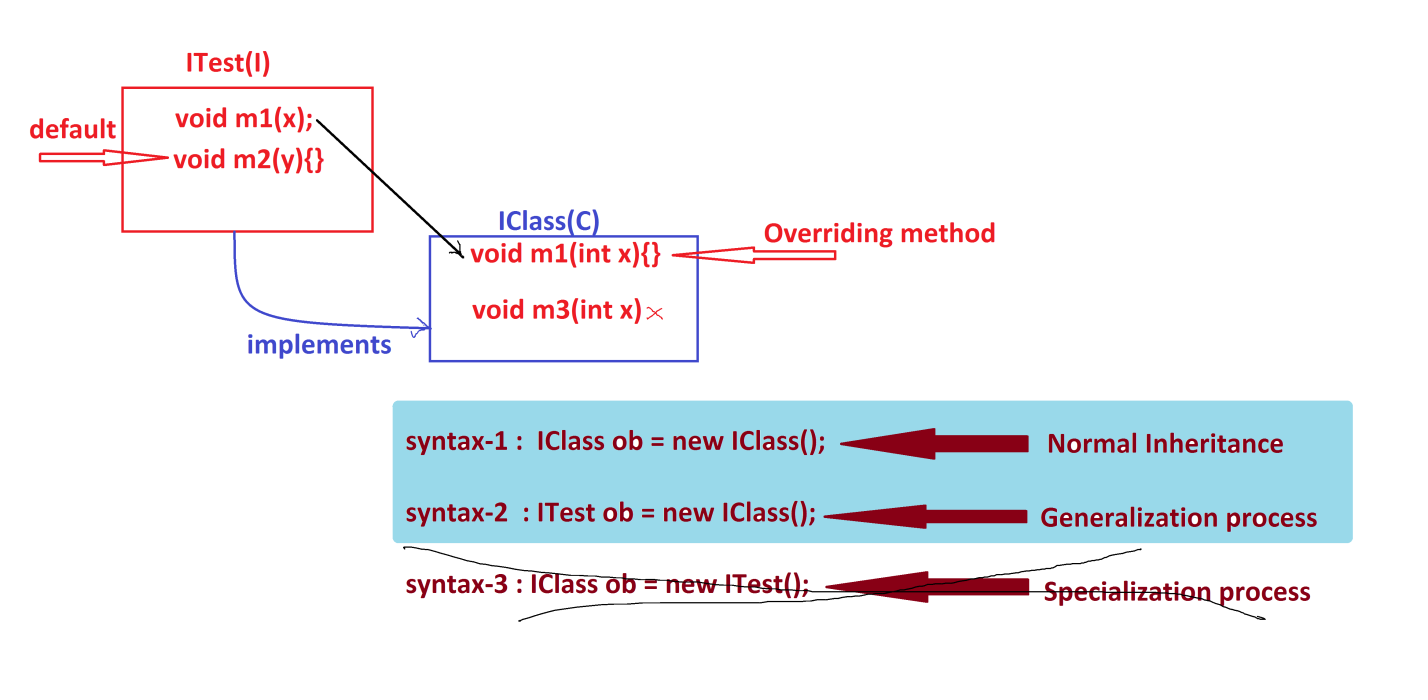 ITest(I)
void m1(x);
default
void m2(y){}
IClass(C)
void m1(int x){}
Overriding method
void m3(int x)
implements
syntax-1 : IClass ob = new IClass();
Normal Inheritance
syntax-2 : ITest ob = new IClass();
Generalization process
syntax-3 : IClass ob = new ITest();
Specialization process